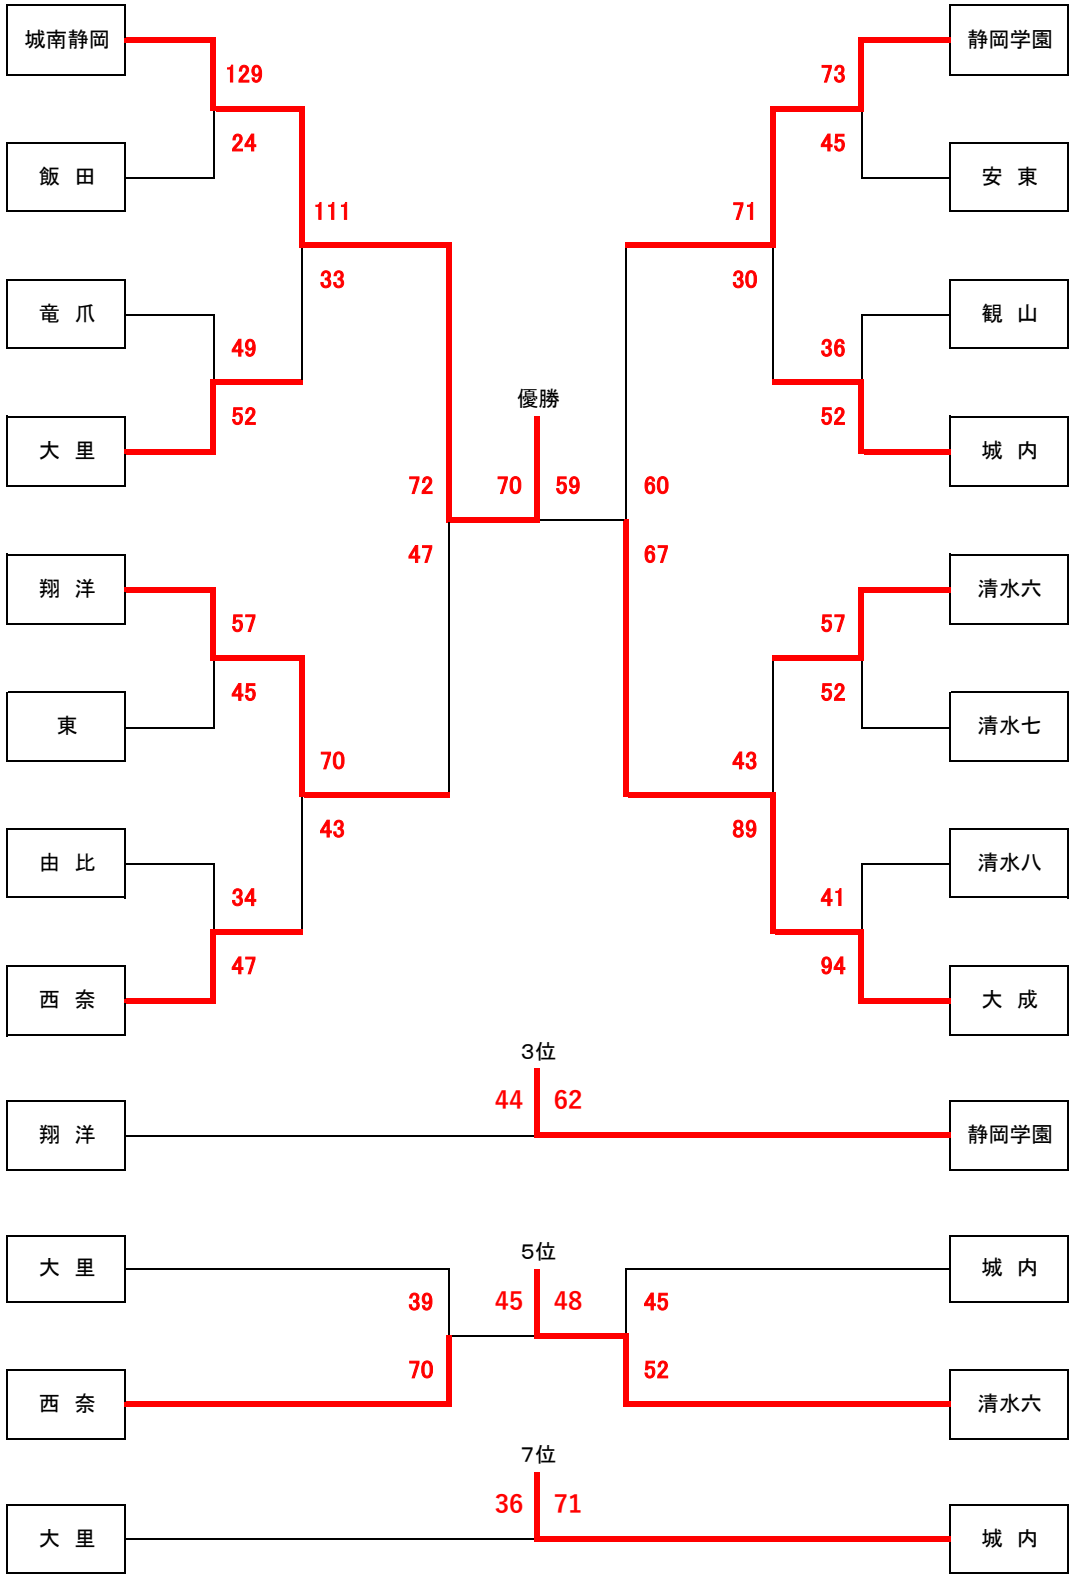 城南静岡 静岡学園
129 73
24 45
飯 田 安 東
111 71
33 30
竜 爪 観 山
49 36
優勝
52 52
大 里 城 内
72 70 59 60
47 67
翔 洋 清水六
57 57
45 52
東 清水七
70 43
43 89
由 比 清水八
34 41
47 94
西 奈 大 成
3位
44 62
翔 洋 静岡学園
5位
大 里 城 内
39 45 48 45
70 52
西 奈 清水六
7位
36 71
大 里 城 内